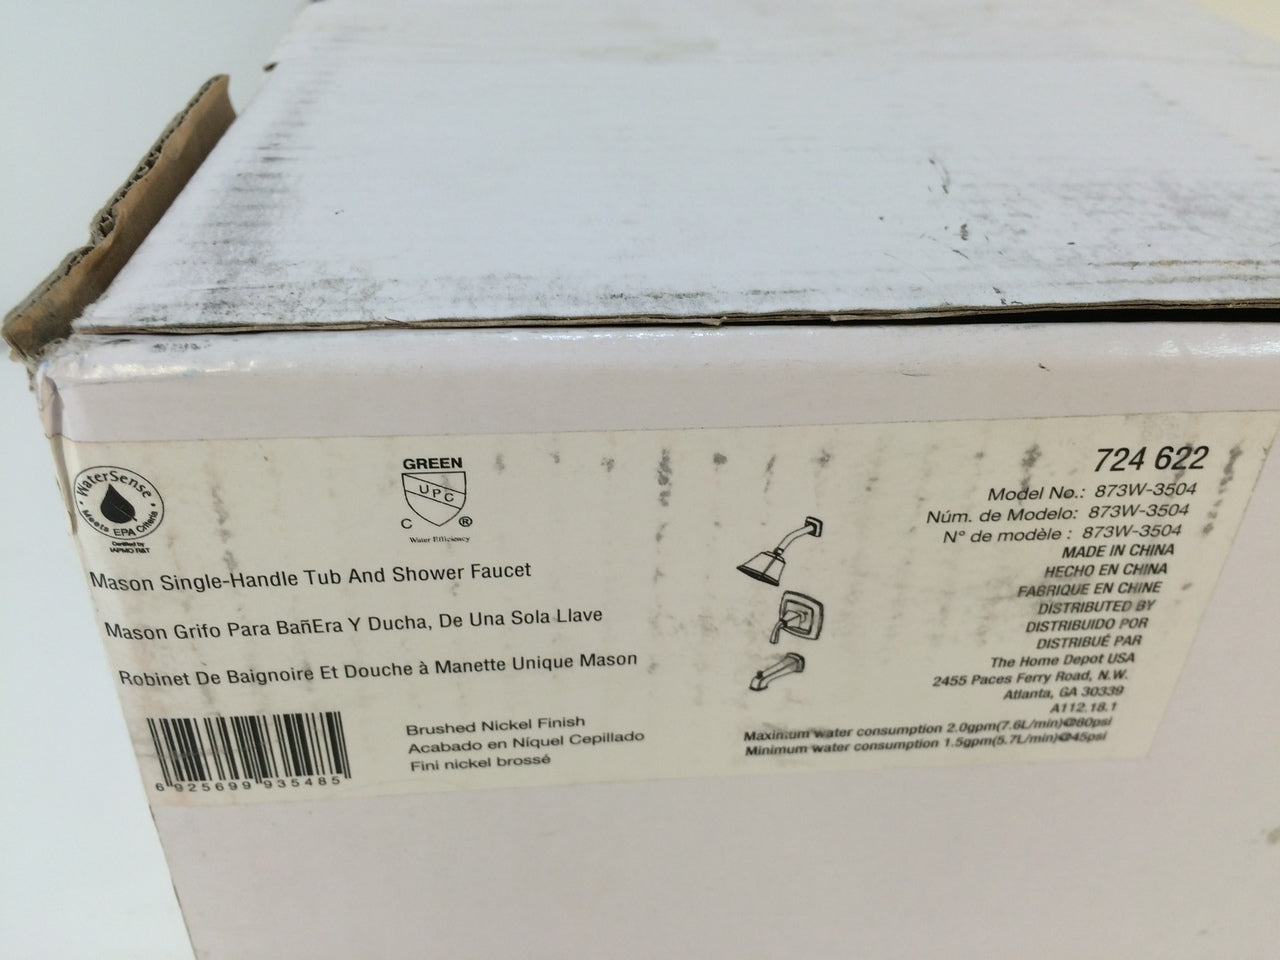 WaterSense
Meets EPA Criteria
Certified by
IAPMO R&T
GREEN
UPC
C ®
Water Efficiency
724 622
Model No.: 873W-3504
Núm. de Modelo: 873W-3504
N° de modèle : 873W-3504
MADE IN CHINA
HECHO EN CHINA
FABRIQUE EN CHINE
DISTRIBUTED BY
DISTRIBUIDO POR
DISTRIBUÉ PAR
The Home Depot USA
2455 Paces Ferry Road, N.W.
Atlanta, GA 30339
A112.18.1
Maximum water consumption 2.0gpm(7.6L/min)@80psi
Minimum water consumption 1.5gpm(5.7L/min)@45psi
Mason Single-Handle Tub And Shower Faucet
Mason Grifo Para BañEra Y Ducha, De Una Sola Llave
Robinet De Baignoire Et Douche à Manette Unique Mason
Brushed Nickel Finish
Acabado en Níquel Cepillado
Fini nickel brossé
6 925699 935485